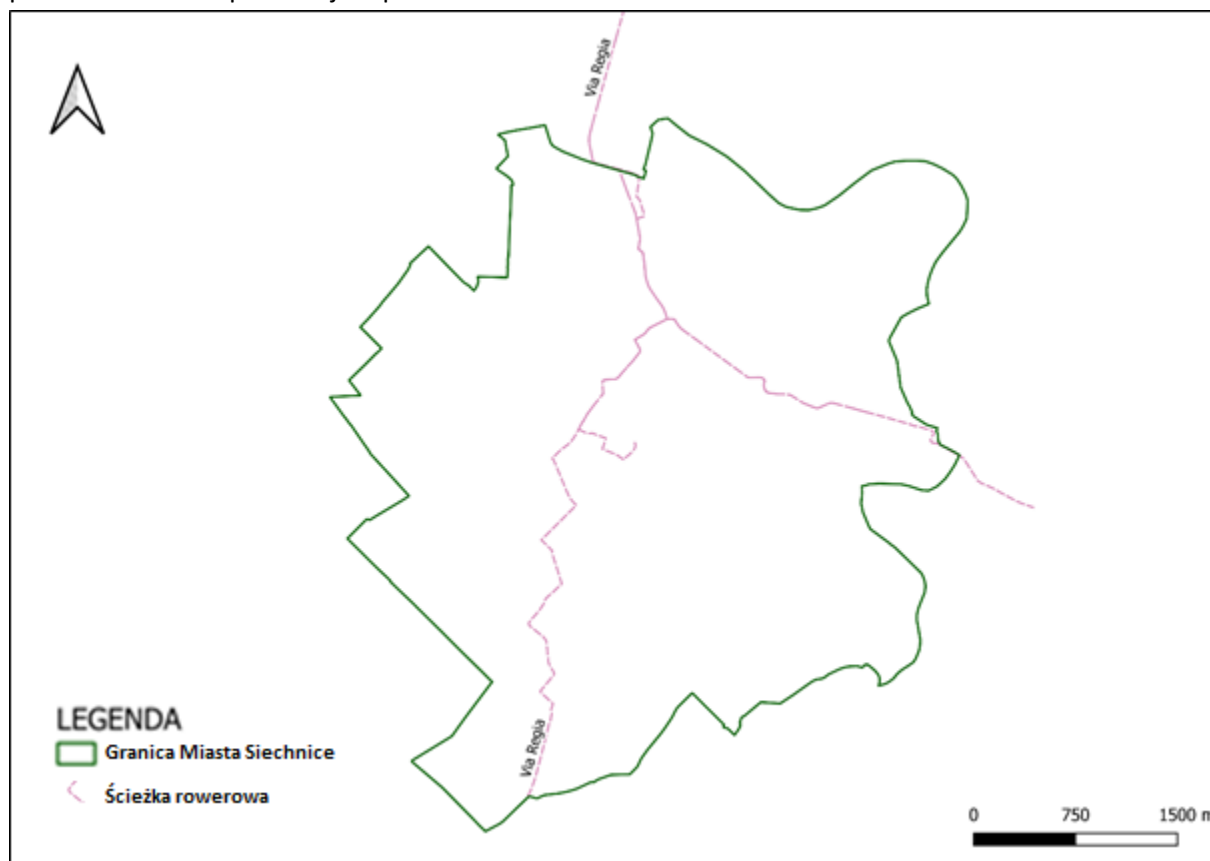 Via Regia
Via Regia
LEGENDA
Granica Miasta Siechnice
Ścieżka rowerowa
0 750 1500 m